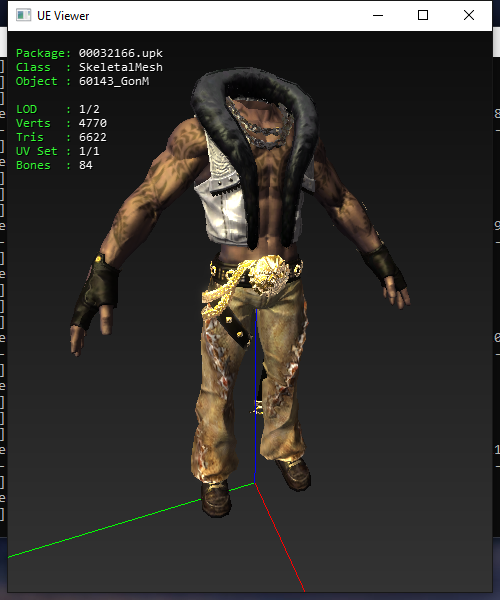 UE Viewer
Package: 00032166.upk
Class : SkeletalMesh
Object : 60143_GonM
LOD : 1/2
Verts : 4770
Tris : 6622
UV Set : 1/1
Bones : 84